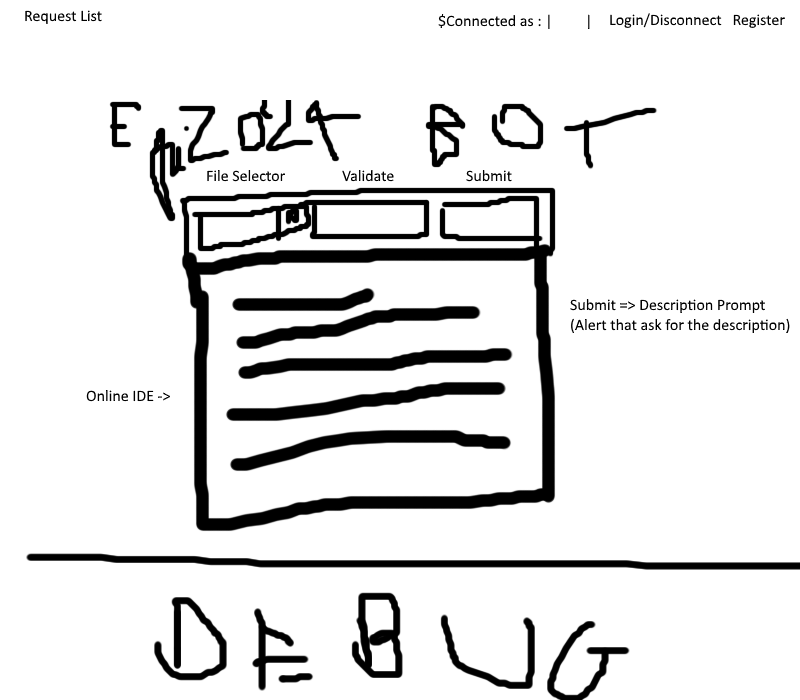 Request List
$Connected as : | | Login/Disconnect Register
EnZOLA BOT
File Selector Validate Submit
Submit => Description Prompt
(Alert that ask for the description)
Online IDE ->
DEBUG